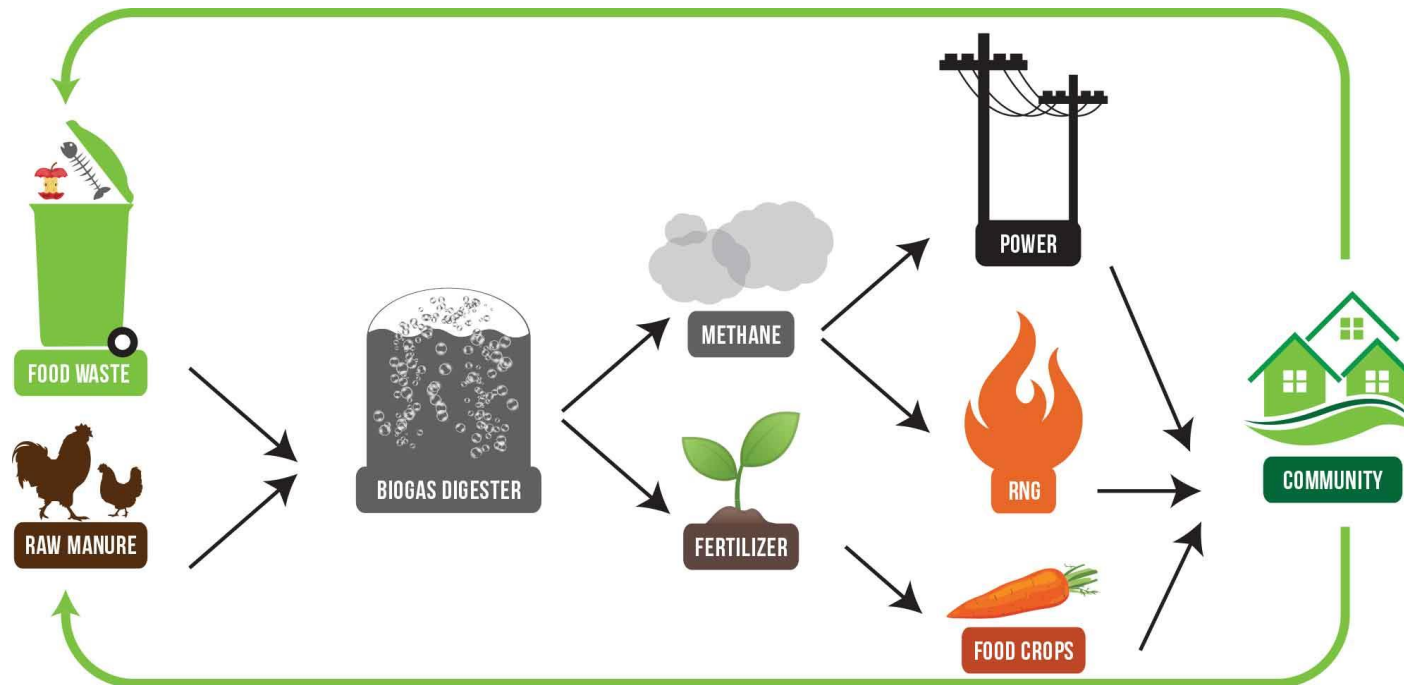 FOOD WASTE
RAW MANURE
BIOGAS DIGESTER
METHANE
FERTILIZER
POWER
RNG
FOOD CROPS
COMMUNITY